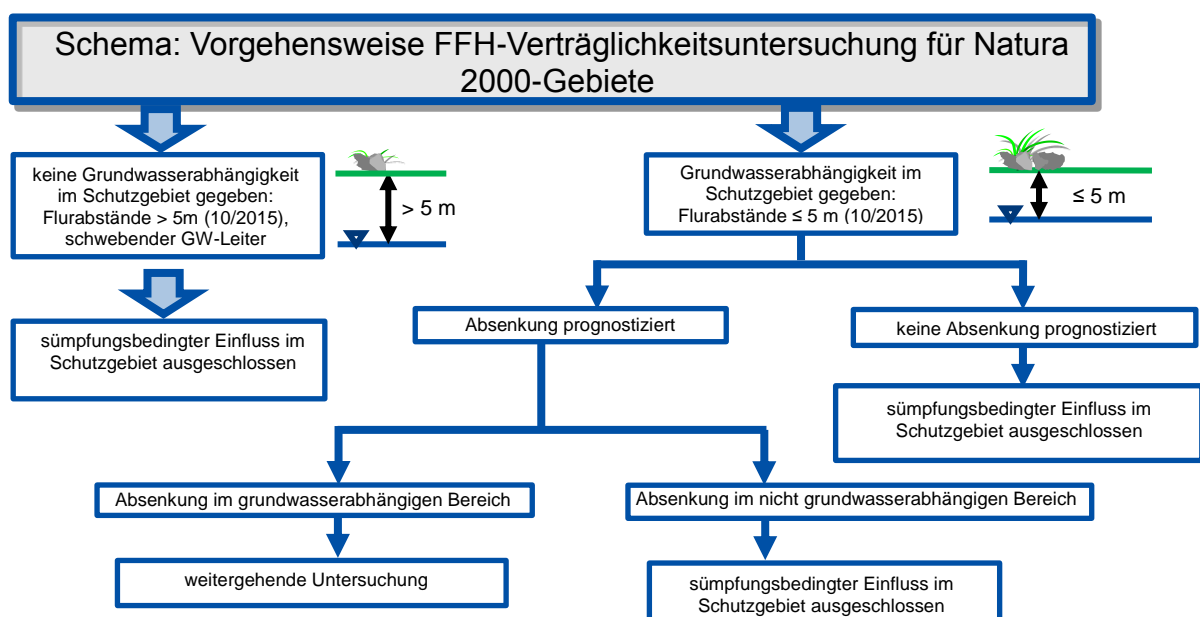 Schema: Vorgehensweise FFH-Verträglichkeitsuntersuchung für Natura
2000-Gebiete
keine Grundwasserabhängigkeit
im Schutzgebiet gegeben:
Flurabstände > 5m (10/2015),
schwebender GW-Leiter
> 5 m
Grundwasserabhängigkeit im
Schutzgebiet gegeben:
Flurabstände ≤ 5 m (10/2015)
≤ 5 m
sümpfungsbedingter Einfluss im
Schutzgebiet ausgeschlossen
Absenkung prognostiziert
keine Absenkung prognostiziert
sümpfungsbedingter Einfluss im
Schutzgebiet ausgeschlossen
Absenkung im grundwasserabhängigen Bereich
Absenkung im nicht grundwasserabhängigen Bereich
weitergehende Untersuchung
sümpfungsbedingter Einfluss im
Schutzgebiet ausgeschlossen